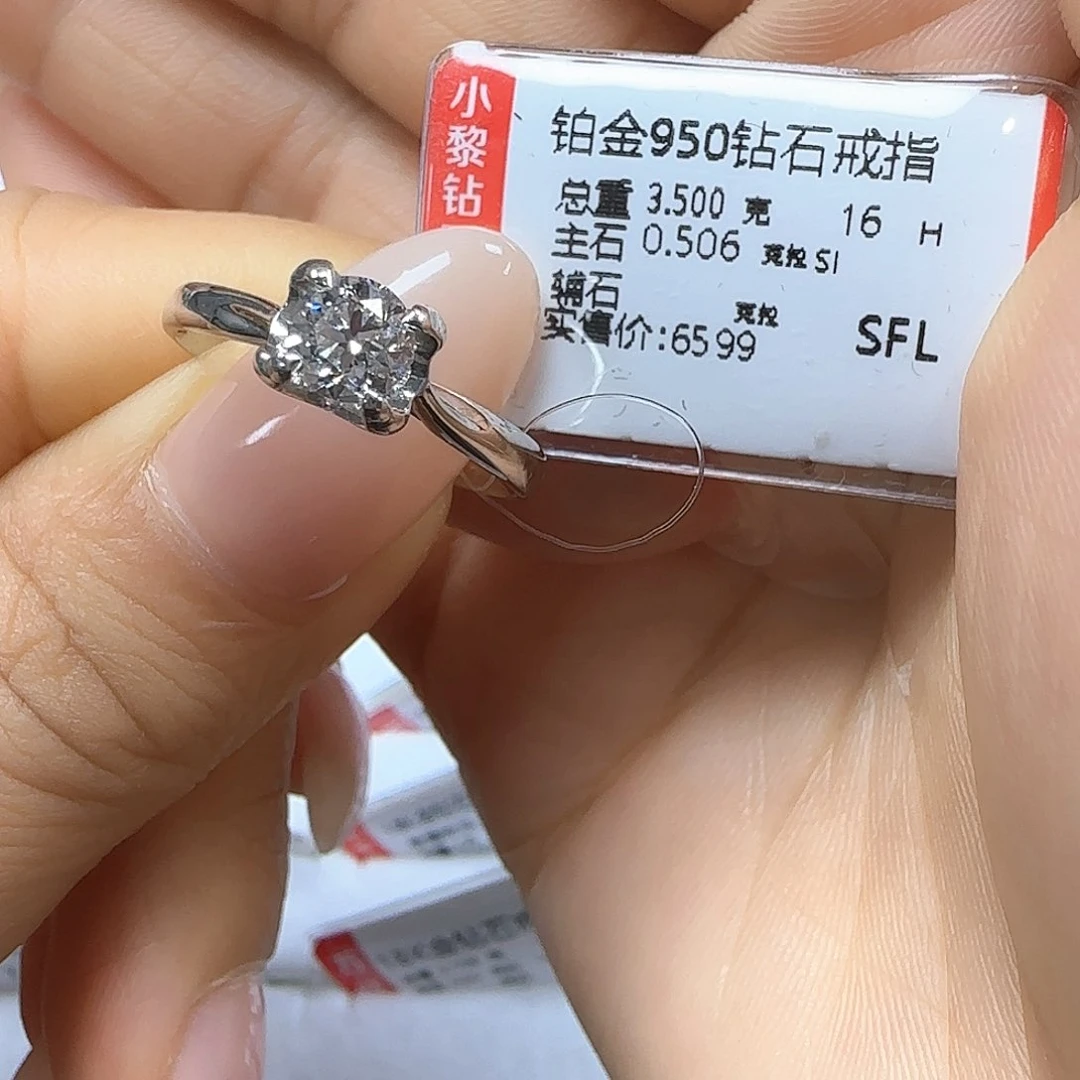 小黎钻
铂金950钻石戒指
总重 3.500 克 16 H
主石 0.506 克拉 SI
辅石 克拉
实售价:6599 SFL